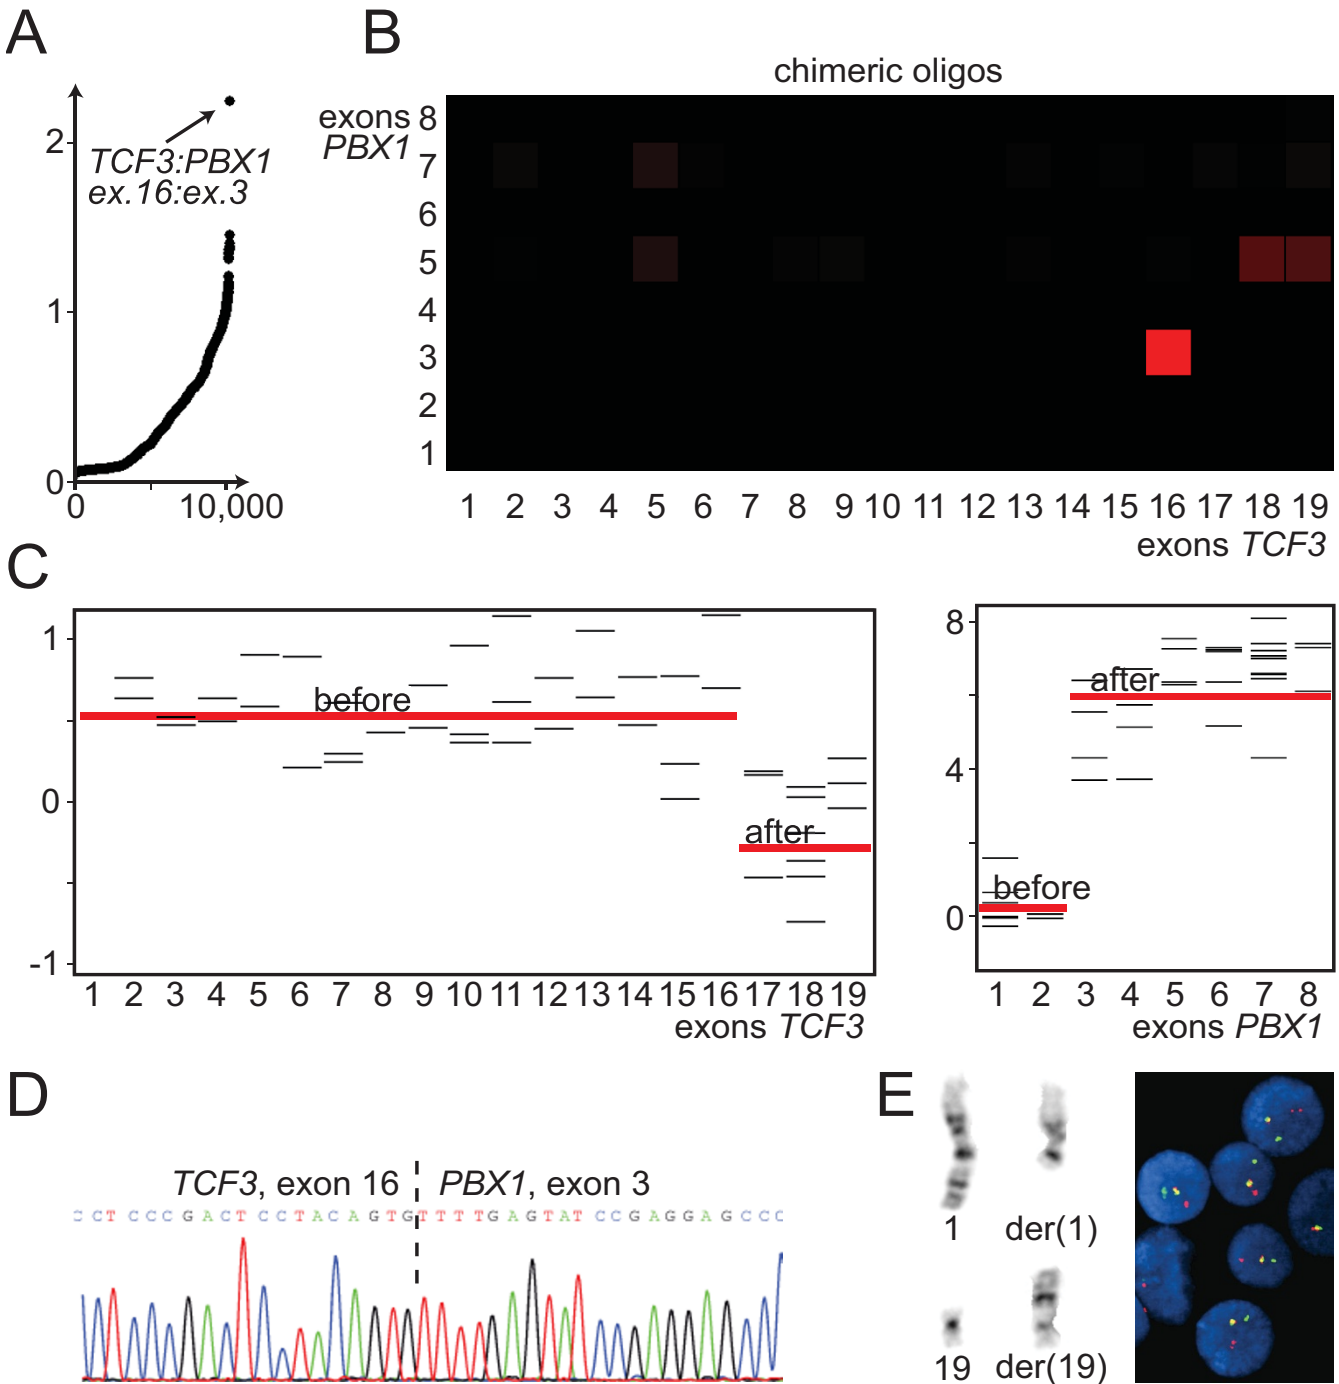 A
B
chimeric oligos
exons
PBX1
8
7
6
5
4
3
2
1
2
1
0
TCF3:PBX1
ex.16:ex.3
0 10,000
1 2 3 4 5 6 7 8 9 10 11 12 13 14 15 16 17 18 19
exons TCF3
C
1
0
-1
before
after
1 2 3 4 5 6 7 8 9 10 11 12 13 14 15 16 17 18 19
exons TCF3
8
4
0
after
before
1 2 3 4 5 6 7 8
exons PBX1
D
TCF3, exon 16 PBX1, exon 3
C CT CCC GACT CCTACAGTGTTTTGAGTAT CCGAGGAGCCC
E
1 der(1)
19 der(19)